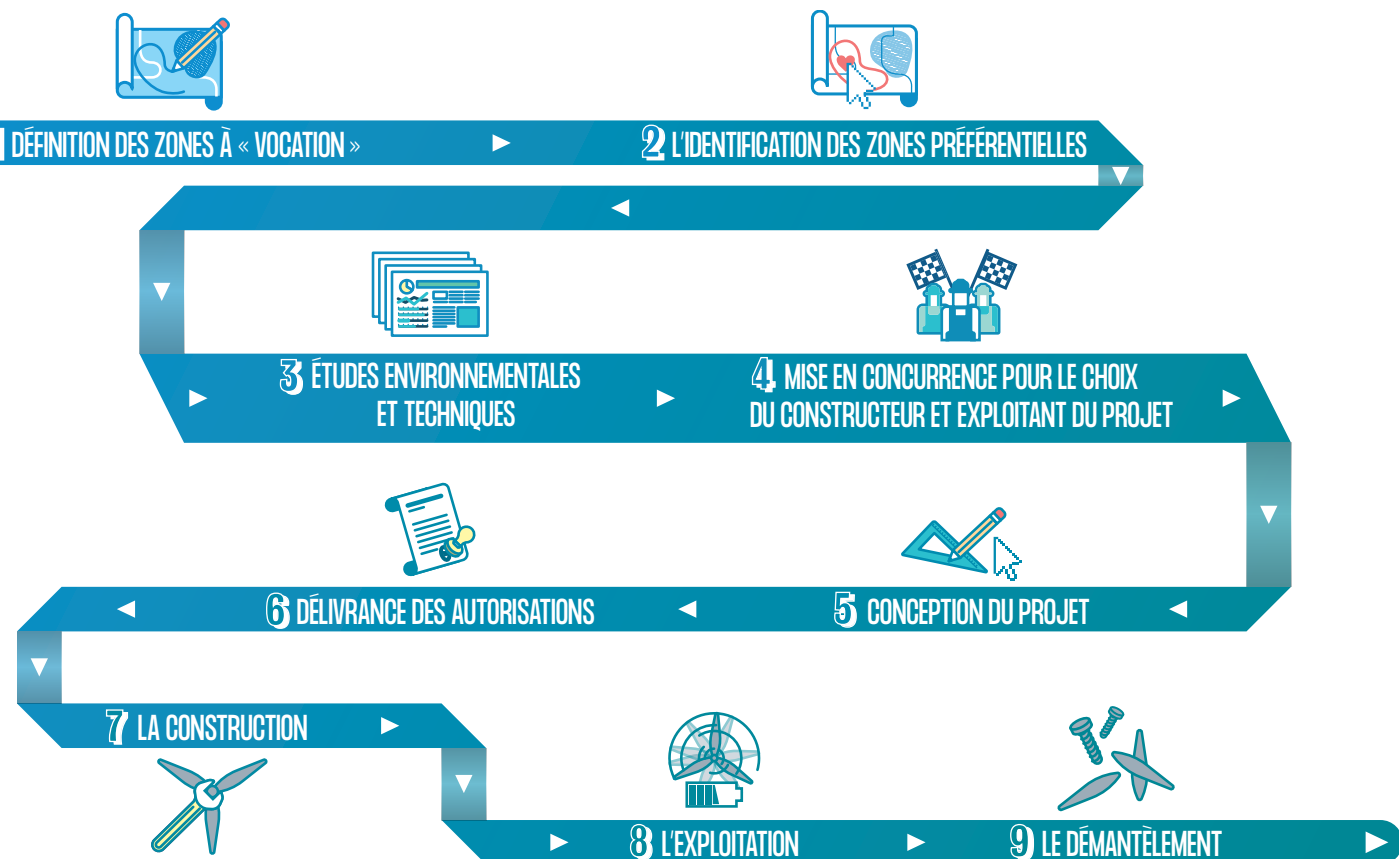 DÉFINITION DES ZONES À « VOCATION »
2 L'IDENTIFICATION DES ZONES PRÉFÉRENTIELLES
3 ÉTUDES ENVIRONNEMENTALES
ET TECHNIQUES
4 MISE EN CONCURRENCE POUR LE CHOIX
DU CONSTRUCTEUR ET EXPLOITANT DU PROJET
5 CONCEPTION DU PROJET
6 DÉLIVRANCE DES AUTORISATIONS
7 LA CONSTRUCTION
8 L'EXPLOITATION
9 LE DÉMANTÈLEMENT